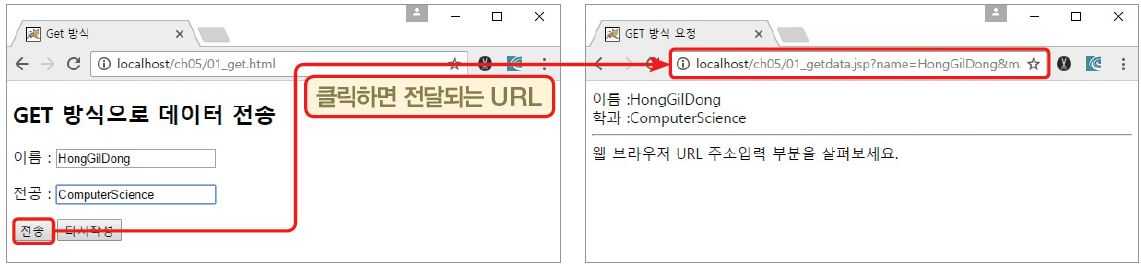 Get 방식
localhost/ch05/01_get.html
GET 방식으로 데이터 전송
이름 : HongGilDong
전공 : ComputerScience
전송 다시작성
클릭하면 전달되는 URL
GET 방식 요청
localhost/ch05/01_getdata.jsp?name=HongGilDong&m
이름 :HongGilDong
학과 :ComputerScience
웹 브라우저 URL 주소입력 부분을 살펴보세요.